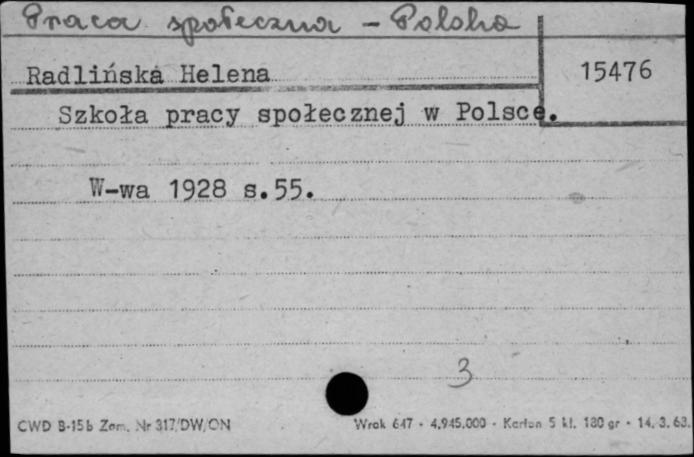 Praca społeczna - Polska
Radlińska Helena
15476
Szkoła pracy społecznej w Polsce.
W-wa 1928 s.55.
3
CWD B-15b Zam. Nr 317/DW/ON
Wrak 647 - 4.945.000 - Karton 5 kl. 180 gr - 14. 3. 63.